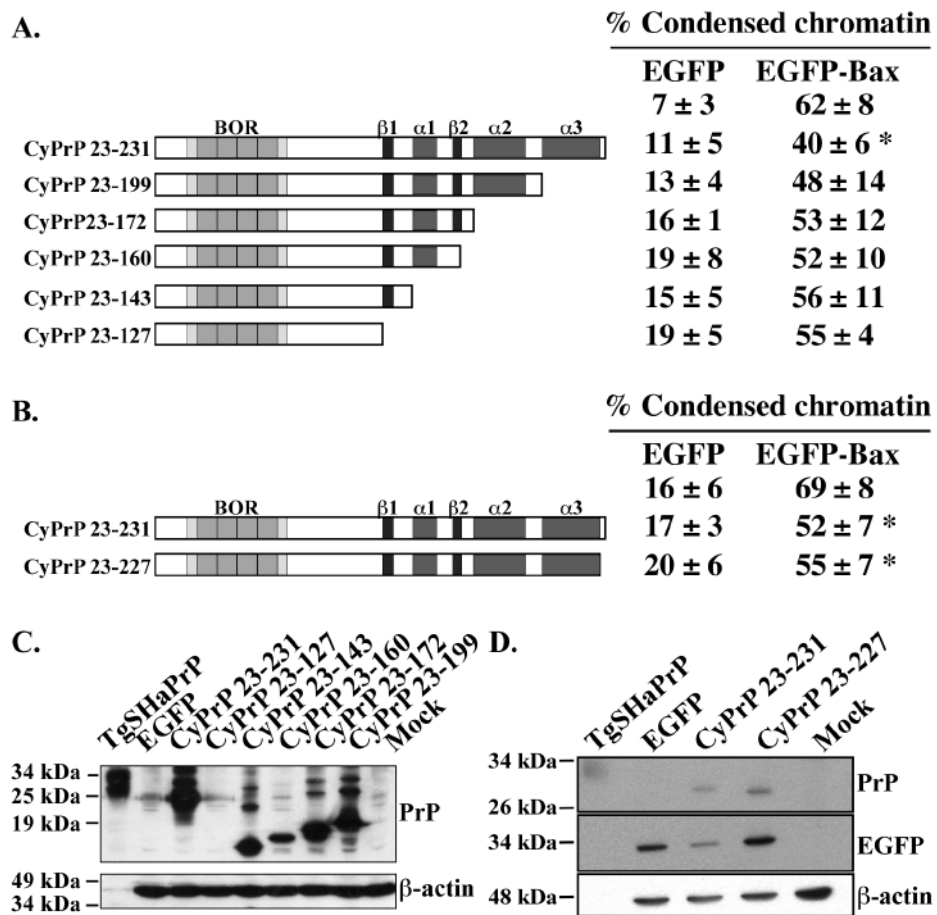 A.
% Condensed chromatin
EGFP EGFP-Bax
7 ± 3 62 ± 8
BOR β1 α1 β2 α2 α3
CyPrP 23-231 11 ± 5 40 ± 6 *
CyPrP 23-199 13 ± 4 48 ± 14
CyPrP23-172 16 ± 1 53 ± 12
CyPrP 23-160 19 ± 8 52 ± 10
CyPrP 23-143 15 ± 5 56 ± 11
CyPrP 23-127 19 ± 5 55 ± 4
B.
% Condensed chromatin
EGFP EGFP-Bax
16 ± 6 69 ± 8
BOR β1 α1 β2 α2 α3
CyPrP 23-231 17 ± 3 52 ± 7 *
CyPrP 23-227 20 ± 6 55 ± 7 *
C.
TgSHaPrP
EGFP
CyPrP 23-231
CyPrP 23-127
CyPrP 23-143
CyPrP 23-160
CyPrP 23-172
CyPrP 23-199
Mock
34 kDa
25 kDa
19 kDa
PrP
49 kDa
34 kDa
β-actin
D.
TgSHaPrP
EGFP
CyPrP 23-231
CyPrP 23-227
Mock
34 kDa
26 kDa
PrP
34 kDa
EGFP
48 kDa
β-actin